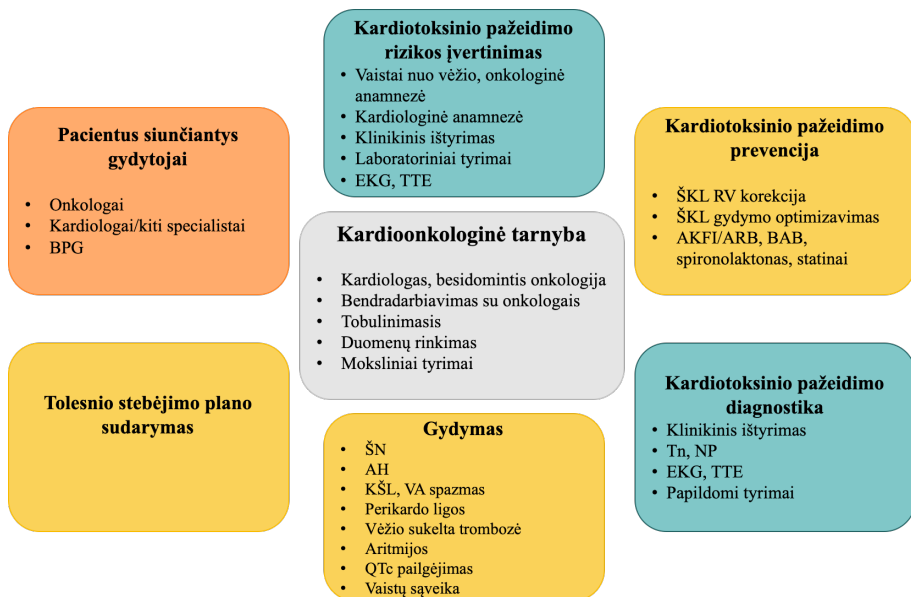 Kardiotoksinio pažeidimo
rizikos įvertinimas
• Vaistai nuo vėžio, onkologinė
anamnezė
• Kardiologinė anamnezė
• Klinikinis ištyrimas
• Laboratoriniai tyrimai
• EKG, TTE
Pacientus siunčiantys
gydytojai
• Onkologai
• Kardiologai/kiti specialistai
• BPG
Kardiotoksinio pažeidimo
prevencija
• ŠKL RV korekcija
• ŠKL gydymo optimizavimas
• AKFI/ARB, BAB,
spironolaktonas, statinai
Kardioonkologinė tarnyba
• Kardiologas, besidomintis onkologija
• Bendradarbiavimas su onkologais
• Tobulinimasis
• Duomenų rinkimas
• Moksliniai tyrimai
Tolesnio stebėjimo plano
sudarymas
Kardiotoksinio pažeidimo
diagnostika
• Klinikinis ištyrimas
• Tn, NP
• EKG, TTE
• Papildomi tyrimai
Gydymas
• ŠN
• AH
• KŠL, VA spazmas
• Perikardo ligos
• Vėžio sukelta trombozė
• Aritmijos
• QTc pailgėjimas
• Vaistų sąveika